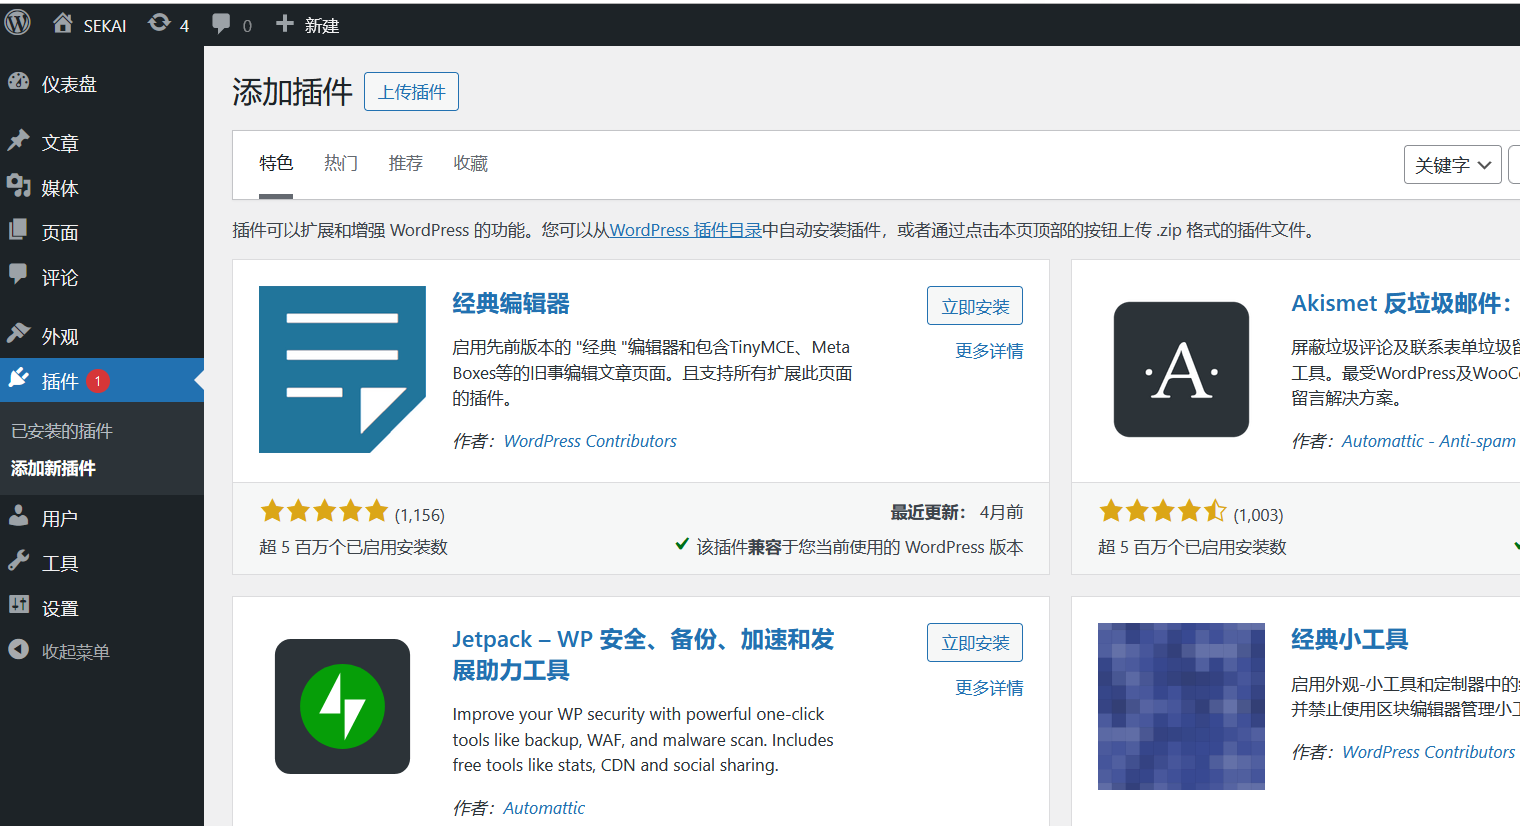 SEKAI 4 0 新建
仪表盘
文章
媒体
页面
评论
外观
插件 1
已安装的插件
添加新插件
用户
工具
设置
收起菜单
添加插件 上传插件
特色 热门 推荐 收藏 关键字
插件可以扩展和增强 WordPress 的功能。您可以从WordPress 插件目录中自动安装插件，或者通过点击本页顶部的按钮上传 .zip 格式的插件文件。
经典编辑器
立即安装
更多详情
启用先前版本的 "经典 "编辑器和包含TinyMCE、Meta
Boxes等的旧事编辑文章页面。且支持所有扩展此页面
的插件。
作者：WordPress Contributors
(1,156)
最近更新： 4月前
超 5 百万个已启用安装数
该插件兼容于您当前使用的 WordPress 版本
·A·
Akismet 反垃圾邮件：
屏蔽垃圾评论及联系表单垃圾留
工具。最受WordPress及WooCo
留言解决方案。
作者：Automattic - Anti-spam
(1,003)
超 5 百万个已启用安装数
Jetpack – WP 安全、备份、加速和发
展助力工具
立即安装
更多详情
Improve your WP security with powerful one-click
tools like backup, WAF, and malware scan. Includes
free tools like stats, CDN and social sharing.
作者：Automattic
经典小工具
启用外观-小工具和定制器中的
并禁止使用区块编辑器管理小工
作者：WordPress Contributors